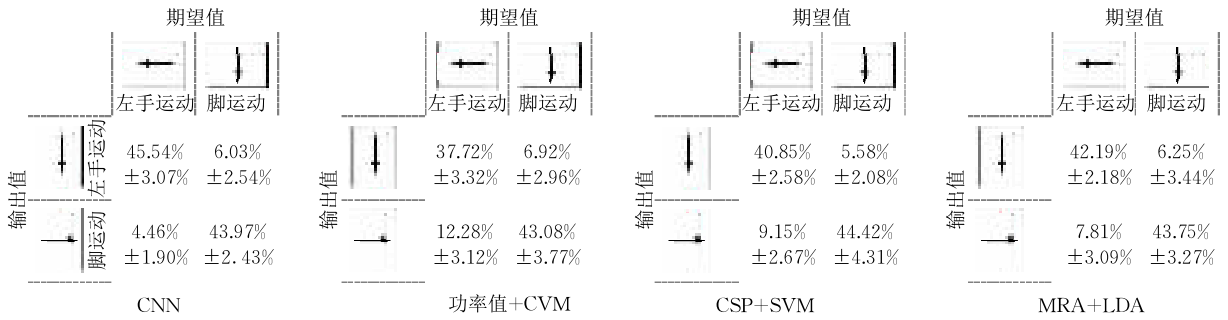 期望值 期望值 期望值 期望值
左手运动 脚运动 左手运动 脚运动 左手运动 脚运动 左手运动 脚运动
输出值 输出值 输出值 输出值
左手运动 45.54% 6.03% 37.72% 6.92% 40.85% 5.58% 42.19% 6.25%
±3.07% ±2.54% ±3.32% ±2.96% ±2.58% ±2.08% ±2.18% ±3.44%
脚运动 4.46% 43.97% 12.28% 43.08% 9.15% 44.42% 7.81% 43.75%
±1.90% ±2.43% ±3.12% ±3.77% ±2.67% ±4.31% ±3.09% ±3.27%
CNN 功率值+CVM CSP+SVM MRA+LDA